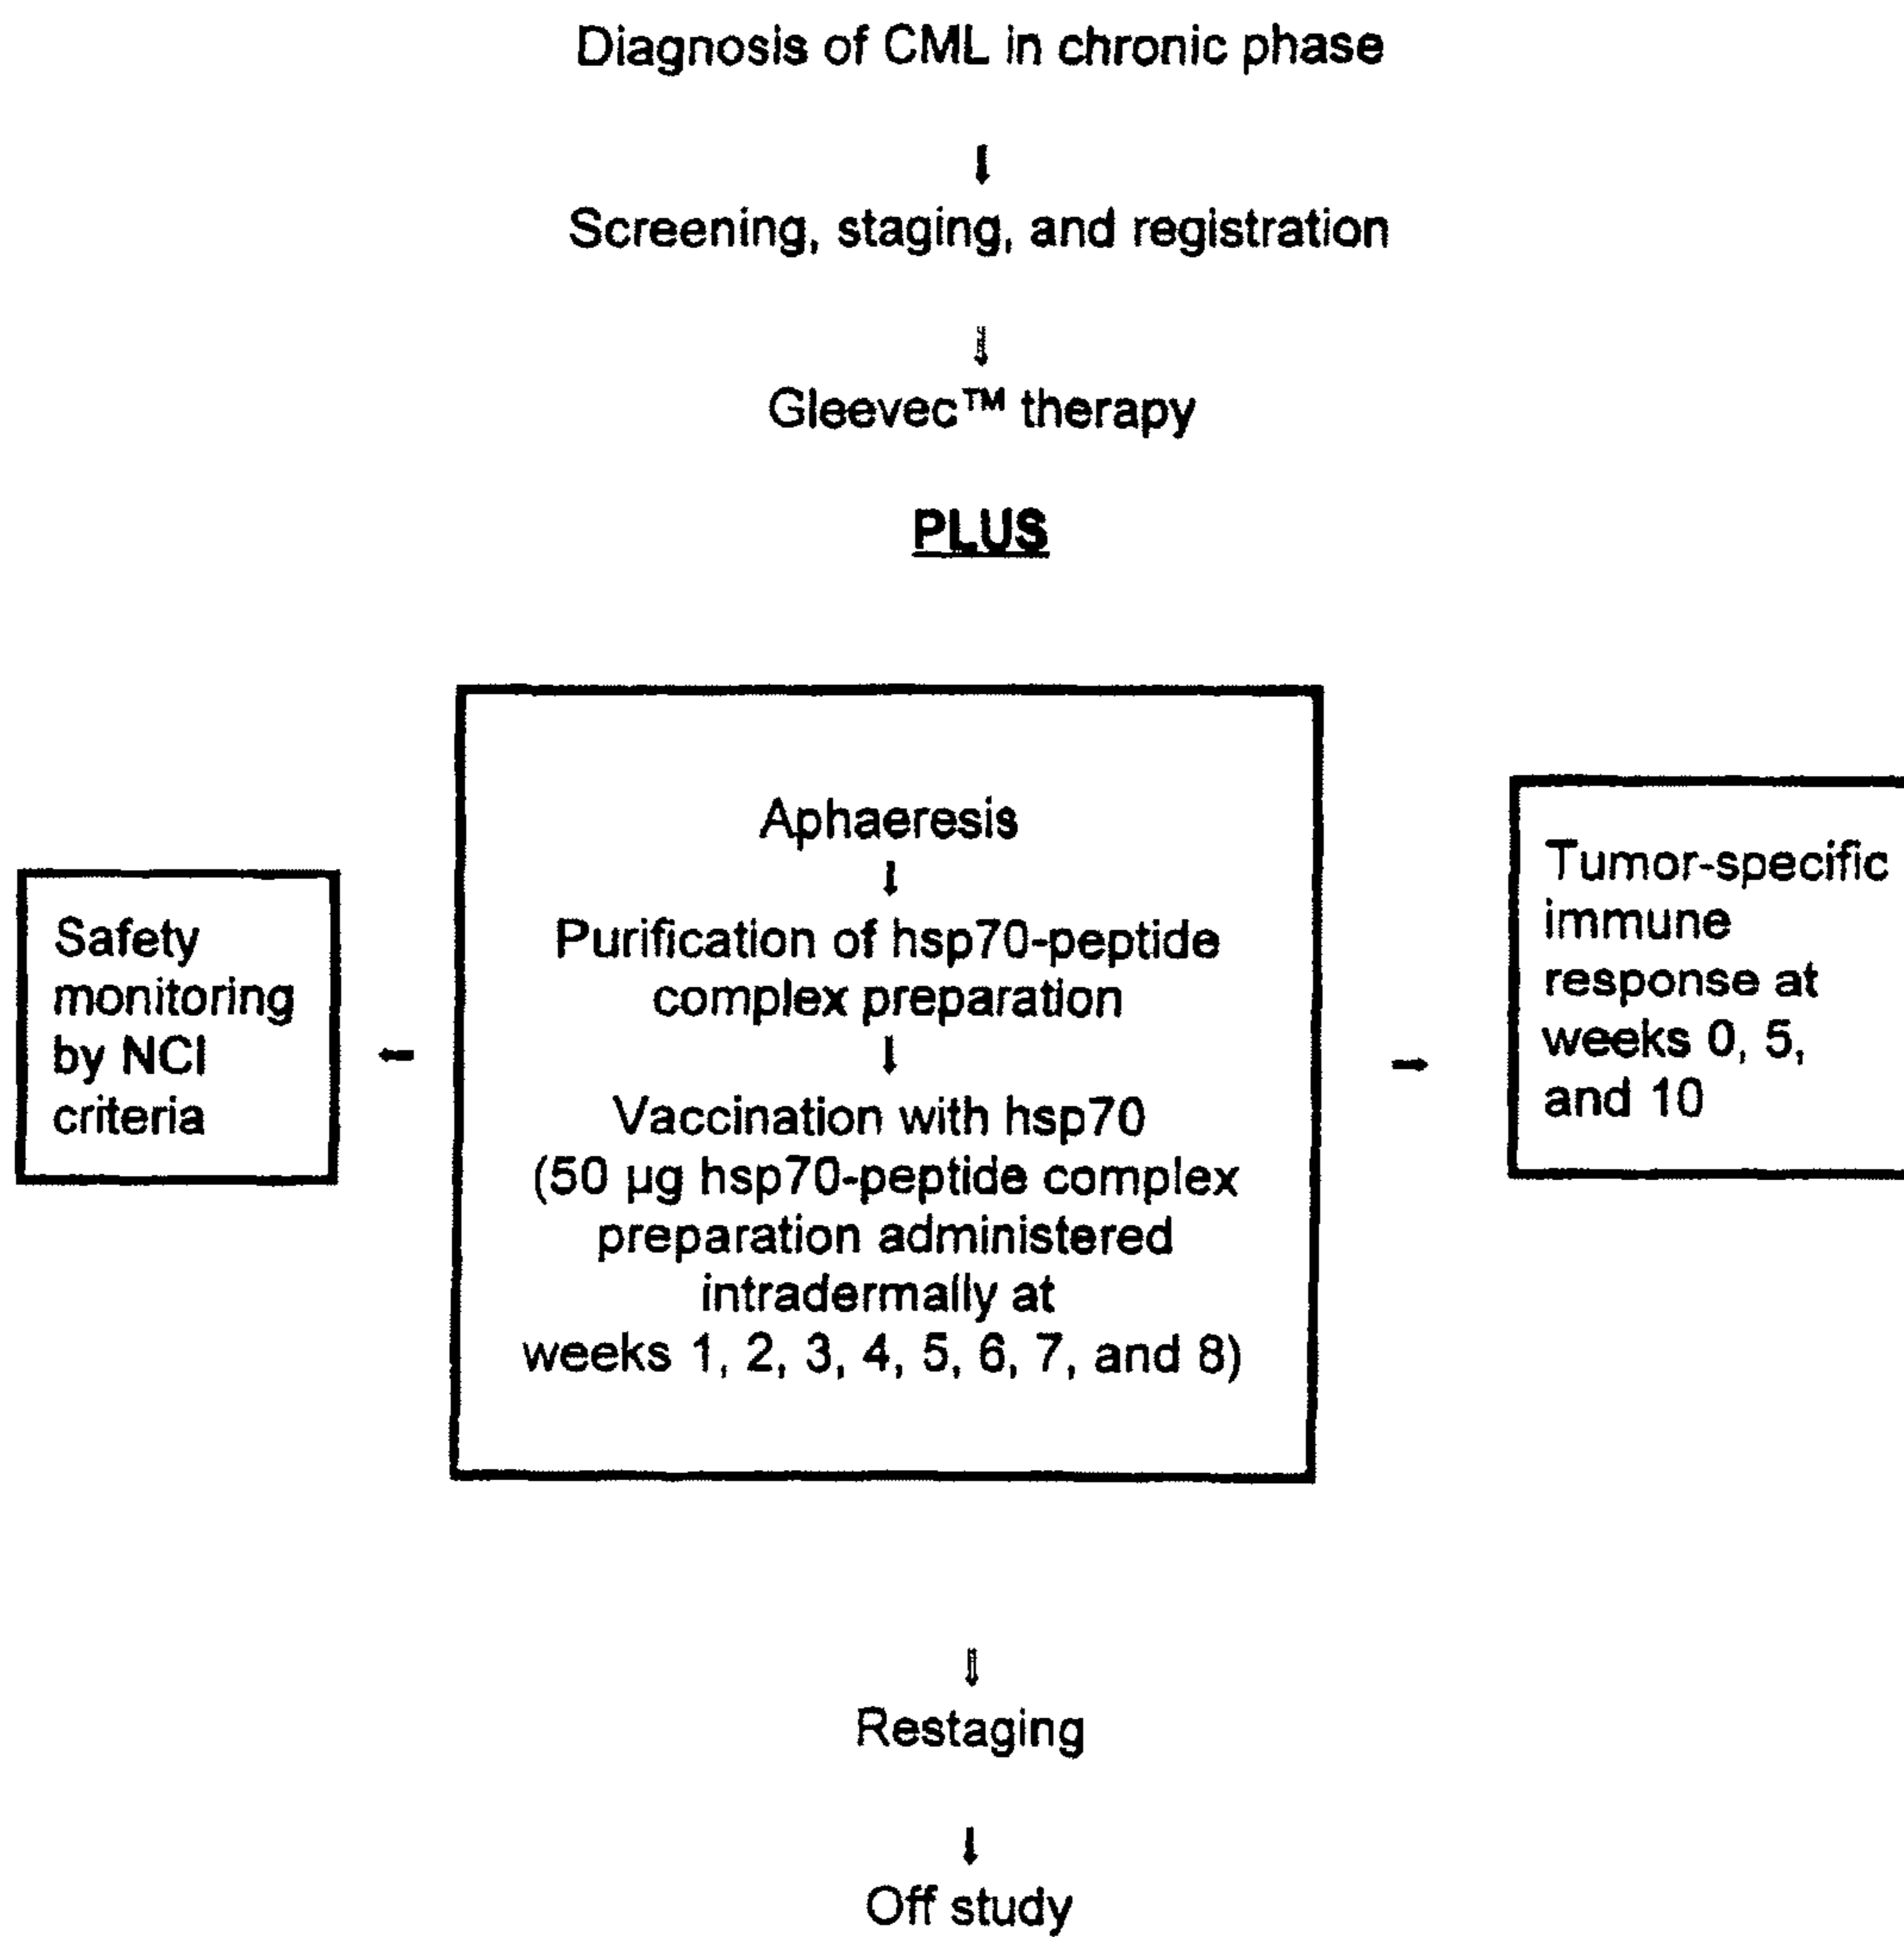 Diagnosis of CML in chronic phase
Screening, staging, and registration
Gleevec™ therapy
PLUS
Aphaeresis
Purification of hsp70-peptide
complex preparation
Vaccination with hsp70
(50 µg hsp70-peptide complex
preparation administered
intradermally at
weeks 1, 2, 3, 4, 5, 6, 7, and 8)
Safety
monitoring
by NCI
criteria
Tumor-specific
immune
response at
weeks 0, 5,
and 10
Restaging
Off study